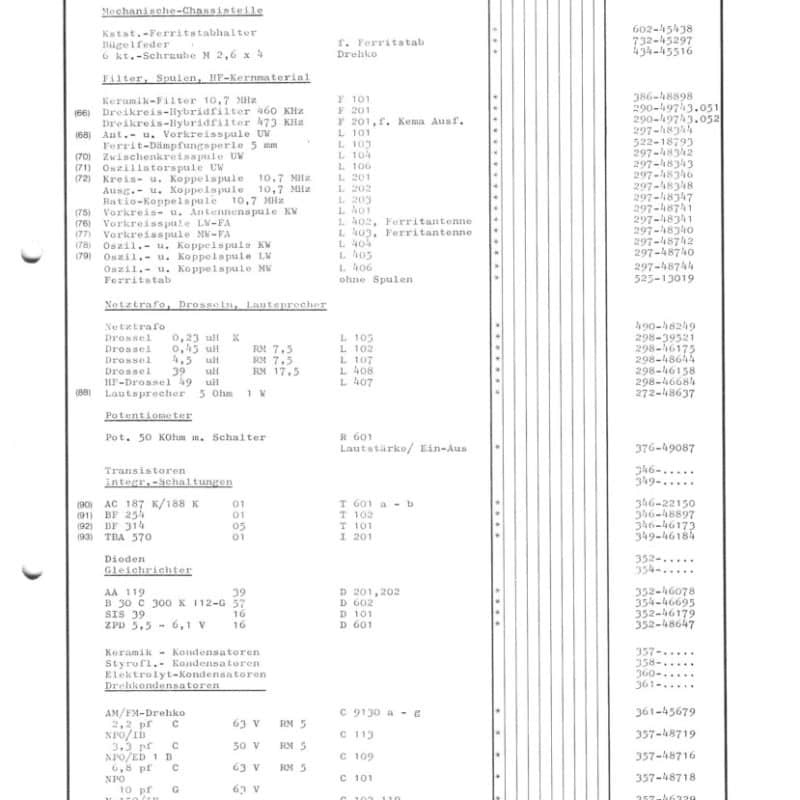 Mechanische-Chassisteile
Kstst.-Ferritstabhalter * 602-45438
Bügelfeder f. Ferritstab * 732-45297
6 kt.-Schraube M 2,6 x 4 Drehko * 434-45516
Filter, Spulen, HF-Kernmaterial
Keramik-Filter 10,7 MHz F 101 * 386-48898
(66) Dreikreis-Hybridfilter 460 KHz F 201 * 290-49743.051
Dreikreis-Hybridfilter 473 KHz F 201,f. Kema Ausf. * 290-49743.052
(68) Ant.- u. Vorkreisspule UW L 101 * 297-48344
Ferrit-Dämpfungsperle 5 mm L 103 * 522-18793
(70) Zwischenkreisspule UW L 104 * 297-48342
(71) Oszillatorspule UW L 106 * 297-48343
(72) Kreis- u. Koppelspule 10,7 MHz L 201 * 297-48346
Ausg.- u. Koppelspule 10,7 MHz L 202 * 297-48348
Ratio-Koppelspule 10,7 MHz L 203 * 297-48347
(75) Vorkreis- u. Antennenspule KW L 401 * 297-48741
(76) Vorkreisspule LW-FA L 402, Ferritantenne * 297-48341
(77) Vorkreisspule MW-FA L 403, Ferritantenne * 297-48340
(78) Oszil.- u. Koppelspule KW L 404 * 297-48742
(79) Oszil.- u. Koppelspule LW L 405 * 297-48740
Oszil.- u. Koppelspule MW L 406 * 297-48744
Ferritstab ohne Spulen * 525-13019
Netztrafo, Drosseln, Lautsprecher
Netztrafo * 490-48249
Drossel 0,23 uH K L 105 * 298-39521
Drossel 0,45 uH RM 7,5 L 102 * 298-46175
Drossel 4,5 uH RM 7,5 L 107 * 298-48644
Drossel 39 uH RM 17,5 L 408 * 298-46158
HF-Drossel 49 uH L 407 * 298-46684
(88) Lautsprecher 5 Ohm 1 W * 272-48637
Potentiometer
Pot. 50 KOhm m. Schalter R 601
Lautstärke/ Ein-Aus * 376-49087
Transistoren 346-.....
integr.-Schaltungen 349-.....
(90) AC 187 K/188 K 01 T 601 a - b * 346-22150
(91) BF 254 01 T 102 * 346-48897
(92) BF 314 05 T 101 * 346-46173
(93) TBA 570 01 I 201 * 349-46184
Dioden 352-.....
Gleichrichter 354-.....
AA 119 39 D 201,202 * 352-46078
B 30 C 300 K 112-G 57 D 602 * 354-46695
SIS 39 16 D 101 * 352-46179
ZPD 5,5 - 6,1 V 16 D 601 * 352-48647
Keramik - Kondensatoren 357-.....
Styrofl.- Kondensatoren 358-.....
Elektrolyt-Kondensatoren 360-.....
Drehkondensatoren 361-.....
AM/FM-Drehko C 9130 a - g * 361-45679
2,2 pf C 63 V RM 5
NPO/IB C 113 * 357-48719
3,3 pf C 50 V RM 5
NPO/ED 1 B C 109 * 357-48716
6,8 pf C 63 V RM 5
NPO C 101 * 357-48718
10 pf G 63 V